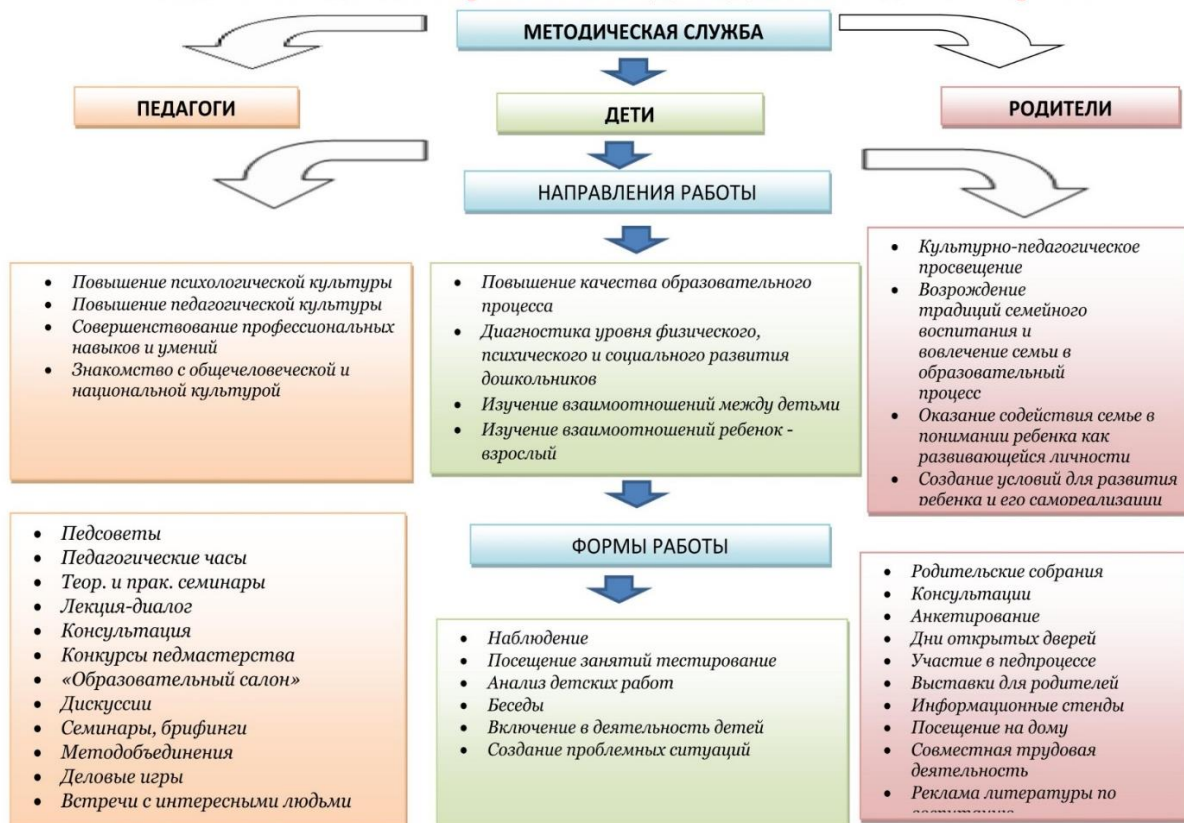 МЕТОДИЧЕСКАЯ СЛУЖБА
ПЕДАГОГИ
ДЕТИ
РОДИТЕЛИ
НАПРАВЛЕНИЯ РАБОТЫ
• Повышение психологической культуры
• Повышение педагогической культуры
• Совершенствование профессиональных
навыков и умений
• Знакомство с общечеловеческой и
национальной культурой
• Повышение качества образовательного
процесса
• Диагностика уровня физического,
психического и социального развития
дошкольников
• Изучение взаимоотношений между детьми
• Изучение взаимоотношений ребенок -
взрослый
• Культурно-педагогическое
просвещение
• Возрождение
традиций семейного
воспитания и
вовлечение семьи в
образовательный
процесс
• Оказание содействия семье в
понимании ребенка как
развивающейся личности
• Создание условий для развития
ребенка и его самореализации
ФОРМЫ РАБОТЫ
• Педсоветы
• Педагогические часы
• Теор. и прак. семинары
• Лекция-диалог
• Консультация
• Конкурсы педмастерства
• «Образовательный салон»
• Дискуссии
• Семинары, брифинги
• Методобъединения
• Деловые игры
• Встречи с интересными людьми
• Наблюдение
• Посещение занятий тестирование
• Анализ детских работ
• Беседы
• Включение в деятельность детей
• Создание проблемных ситуаций
• Родительские собрания
• Консультации
• Анкетирование
• Дни открытых дверей
• Участие в педпроцессе
• Выставки для родителей
• Информационные стенды
• Посещение на дому
• Совместная трудовая
деятельность
• Реклама литературы по